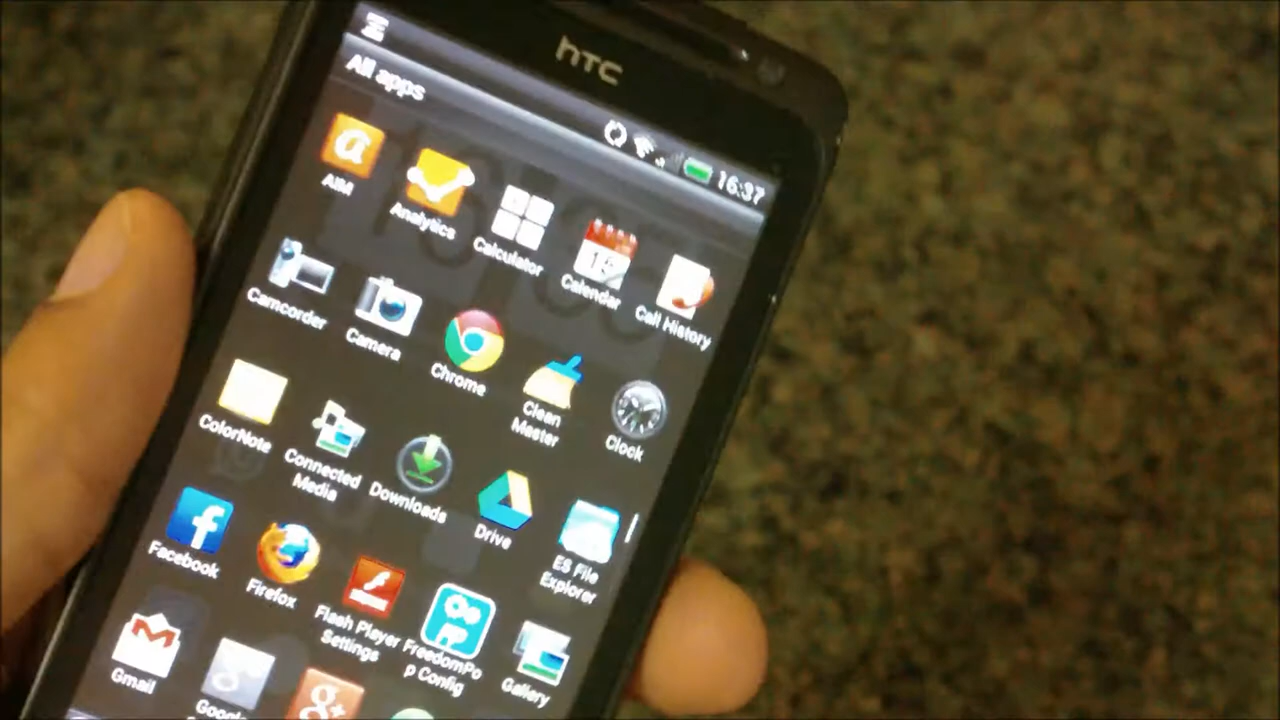 hTC
16:37
All apps
AIM
Analytics
Calculator
Calendar
Call History
Camcorder
Camera
Chrome
Clean
Master
Clock
ColorNote
Connected
Media
Downloads
Drive
ES File
Explorer
Facebook
Firefox
Flash Player
Settings
FreedomPo
p Config
Gallery
Gmail